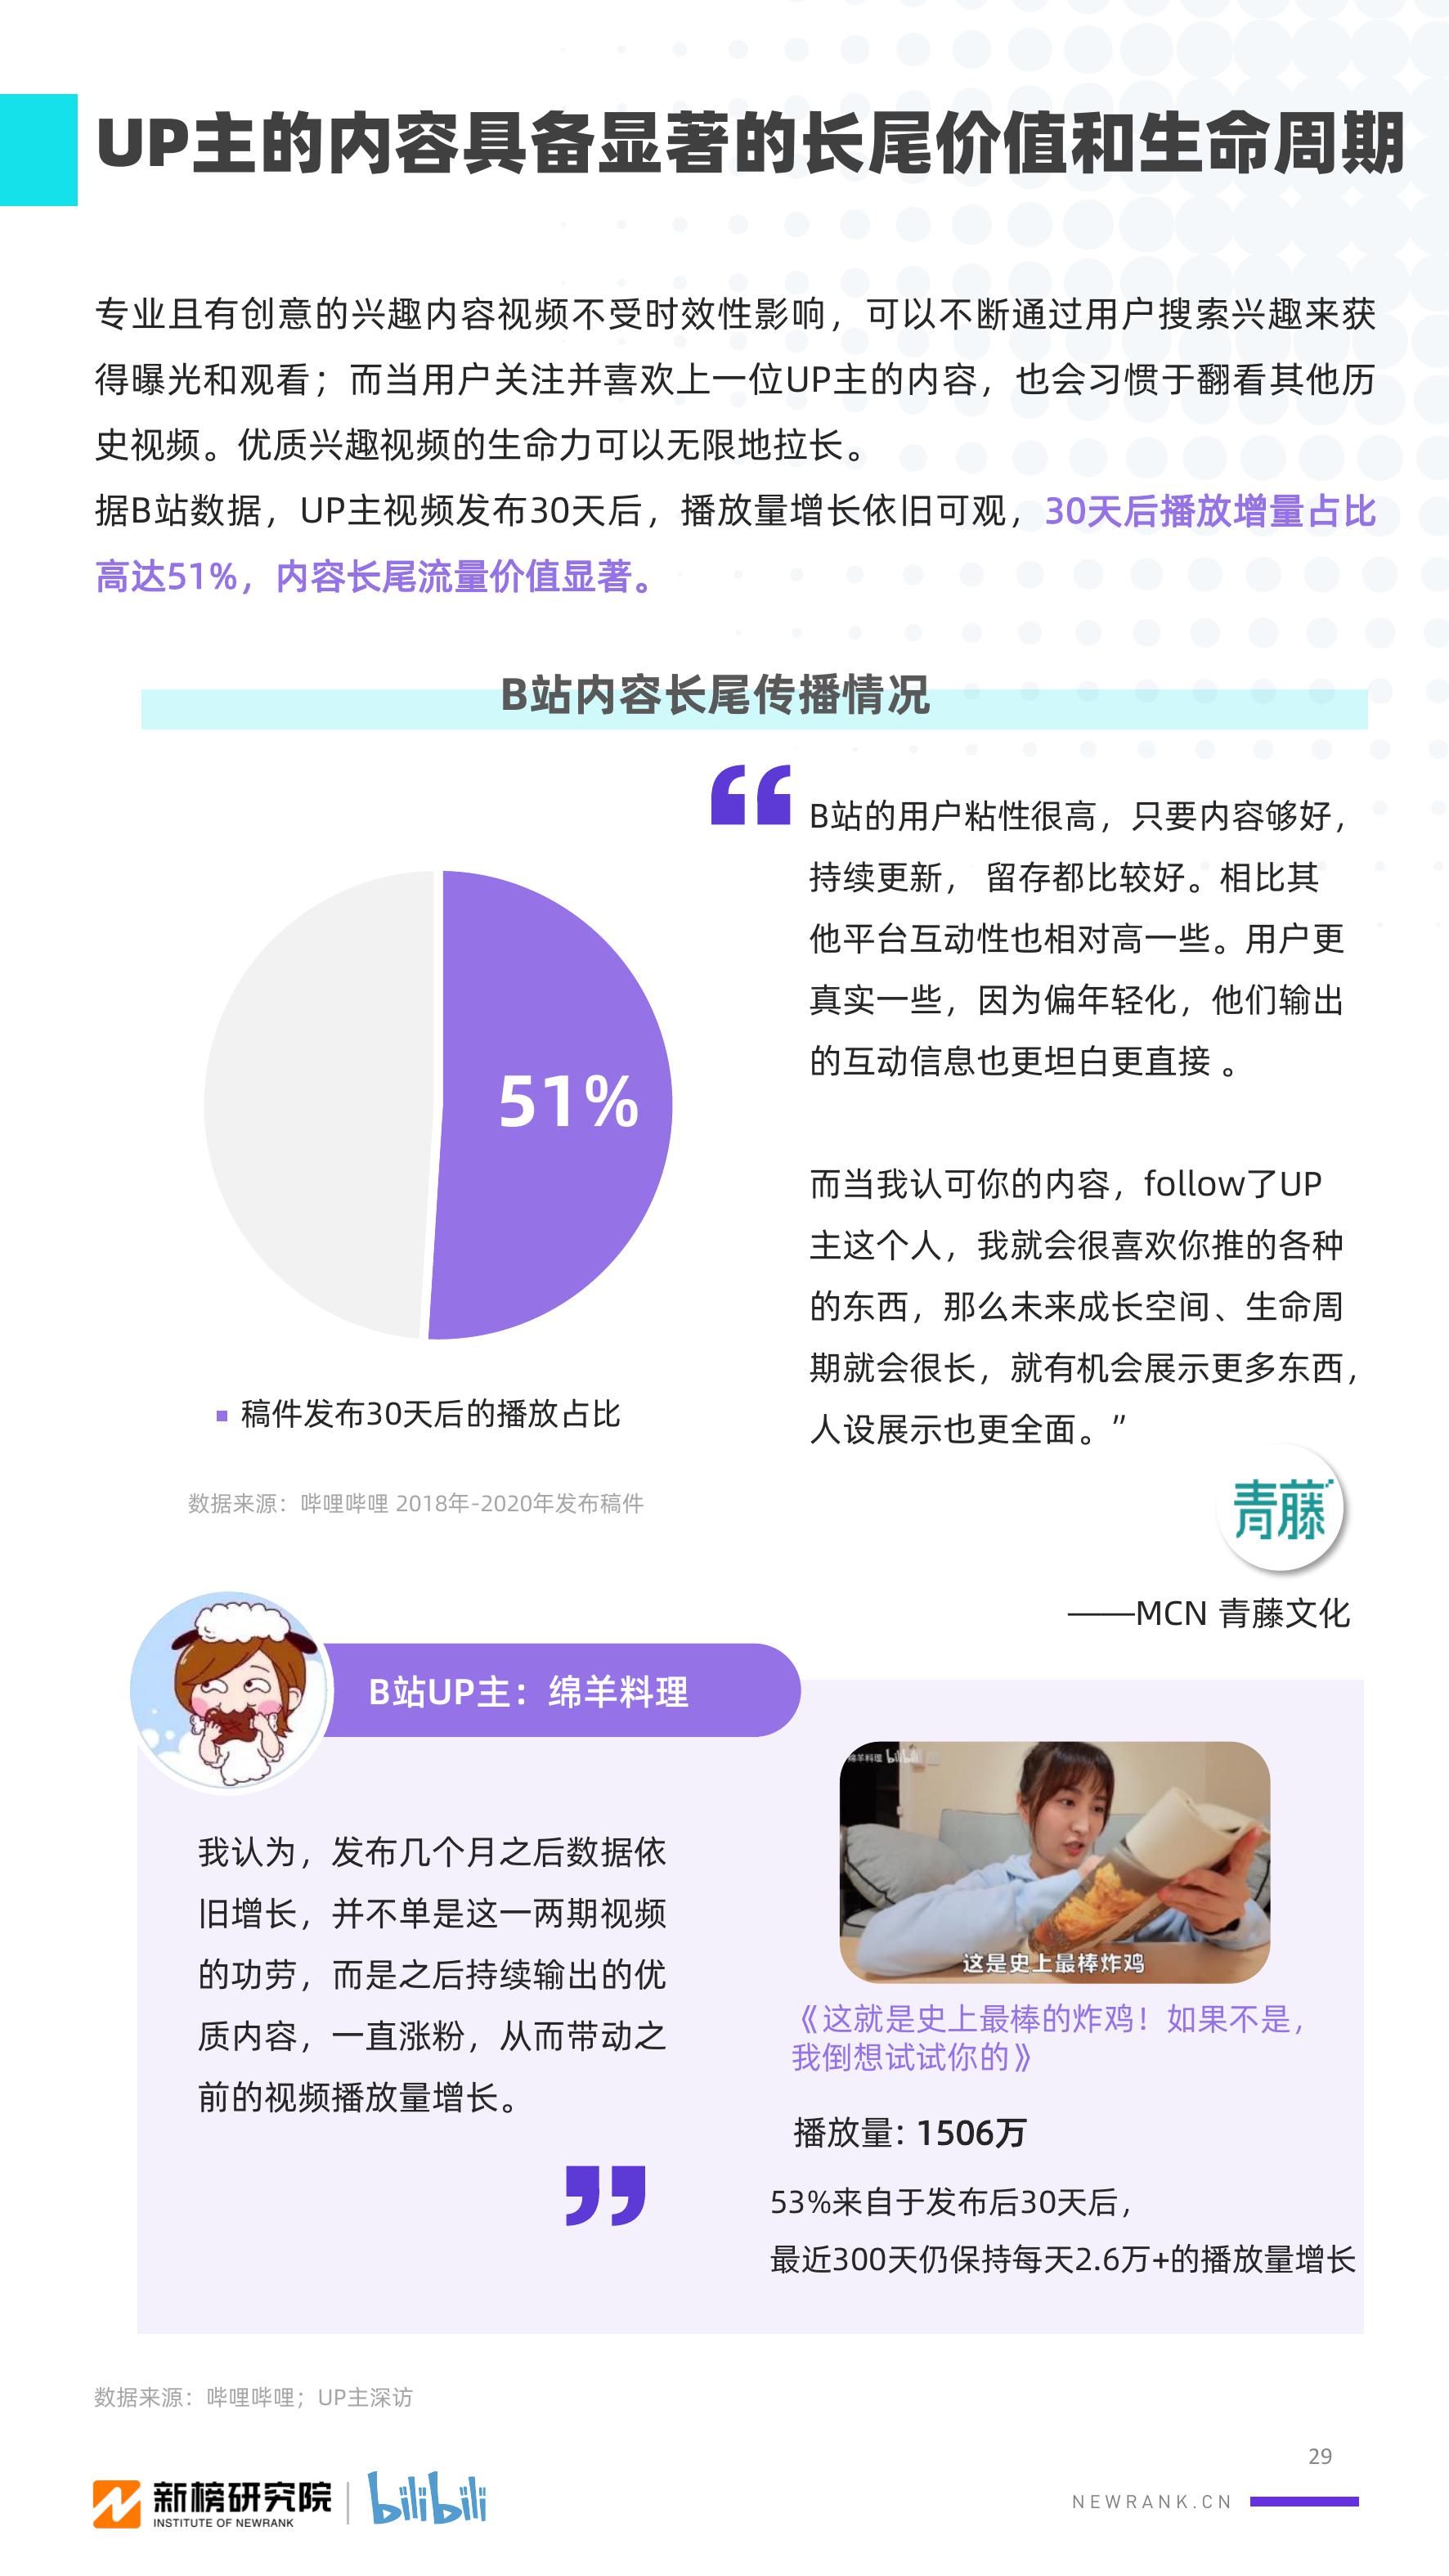 UP主的内容具备显著的长尾价值和生命周期
专业且有创意的兴趣内容视频不受时效性影响，可以不断通过用户搜索兴趣来获
得曝光和观看；而当用户关注并喜欢上一位UP主的内容，也会习惯于翻看其他历
史视频。优质兴趣视频的生命力可以无限地拉长。
据B站数据，UP主视频发布30天后，播放量增长依旧可观，30天后播放增量占比
高达51%，内容长尾流量价值显著。
B站内容长尾传播情况
51%
稿件发布30天后的播放占比
数据来源：哔哩哔哩 2018年-2020年发布稿件
“B站的用户粘性很高，只要内容够好，
持续更新， 留存都比较好。相比其
他平台互动性也相对高一些。用户更
真实一些，因为偏年轻化，他们输出
的互动信息也更坦白更直接 。
而当我认可你的内容，follow了UP
主这个人，我就会很喜欢你推的各种
的东西，那么未来成长空间、生命周
期就会很长，就有机会展示更多东西，
人设展示也更全面。”
青藤
——MCN 青藤文化
B站UP主：绵羊料理
我认为，发布几个月之后数据依
旧增长，并不单是这一两期视频
的功劳，而是之后持续输出的优
质内容，一直涨粉，从而带动之
前的视频播放量增长。
”
绵羊料理 bilibili
这是史上最棒炸鸡
《这就是史上最棒的炸鸡！如果不是，
我倒想试试你的》
播放量：1506万
53%来自于发布后30天后，
最近300天仍保持每天2.6万+的播放量增长
数据来源：哔哩哔哩；UP主深访
29
新榜研究院
INSTITUTE OF NEWRANK
bilibili
NEWRANK.CN